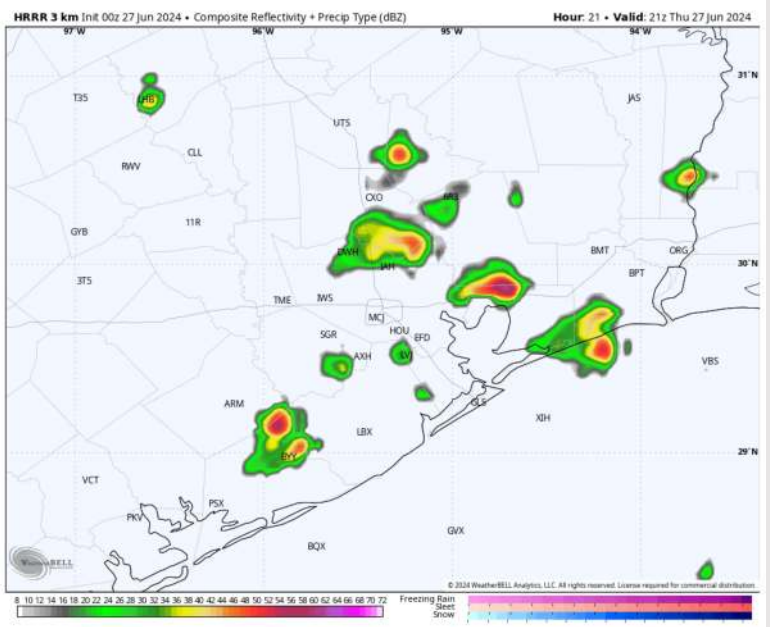 HRRR 3 km Init 00z 27 Jun 2024 • Composite Reflectivity + Precip Type (dBZ) Hour: 21 • Valid: 21z Thu 27 Jun 2024
97°W 96°W 95°W 94°W
31°N
LHB
T35 JAS
UTS
RWV CLL
CXO
11R
GYB
DWH BMT ORG
IAH 30°N
3T5 BPT
TME IWS
MCJ
SGR HOU EFD
AXH LVJ VBS
ARM GLS
LBX XIH
BYY 29°N
VCT
PSX
PKV
GVX
BQX
WeatherBELL
© 2024 WeatherBELL Analytics, LLC. All rights reserved. License required for commercial distribution.
8 10 12 14 16 18 20 22 24 26 28 30 32 34 36 38 40 42 44 46 48 50 52 54 56 58 60 62 64 66 68 70 72
Freezing Rain
Sleet
Snow